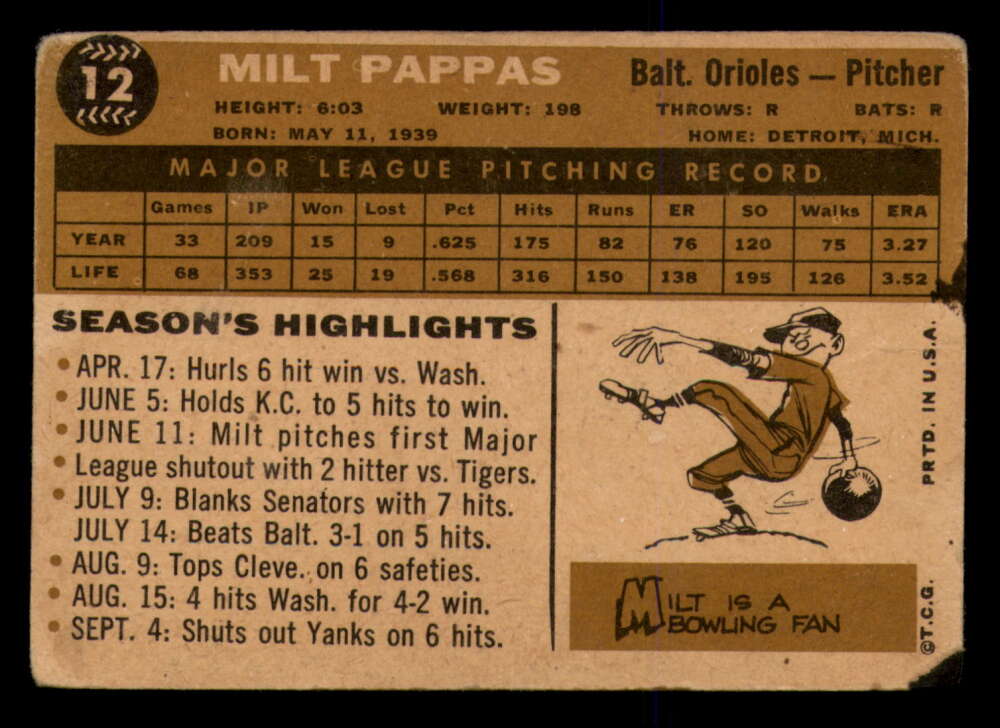 12
MILT PAPPAS
Balt. Orioles — Pitcher
HEIGHT: 6:03 WEIGHT: 198 THROWS: R BATS: R
BORN: MAY 11, 1939 HOME: DETROIT, MICH.
MAJOR LEAGUE PITCHING RECORD
Games IP Won Lost Pct Hits Runs ER SO Walks ERA
YEAR 33 209 15 9 .625 175 82 76 120 75 3.27
LIFE 68 353 25 19 .568 316 150 138 195 126 3.52
SEASON'S HIGHLIGHTS
• APR. 17: Hurls 6 hit win vs. Wash.
• JUNE 5: Holds K.C. to 5 hits to win.
• JUNE 11: Milt pitches first Major
• League shutout with 2 hitter vs. Tigers.
• JULY 9: Blanks Senators with 7 hits.
JULY 14: Beats Balt. 3-1 on 5 hits.
• AUG. 9: Tops Cleve. on 6 safeties.
• AUG. 15: 4 hits Wash. for 4-2 win.
• SEPT. 4: Shuts out Yanks on 6 hits.
MILT IS A
BOWLING FAN
PRTD. IN U.S.A.
©T.C.G.